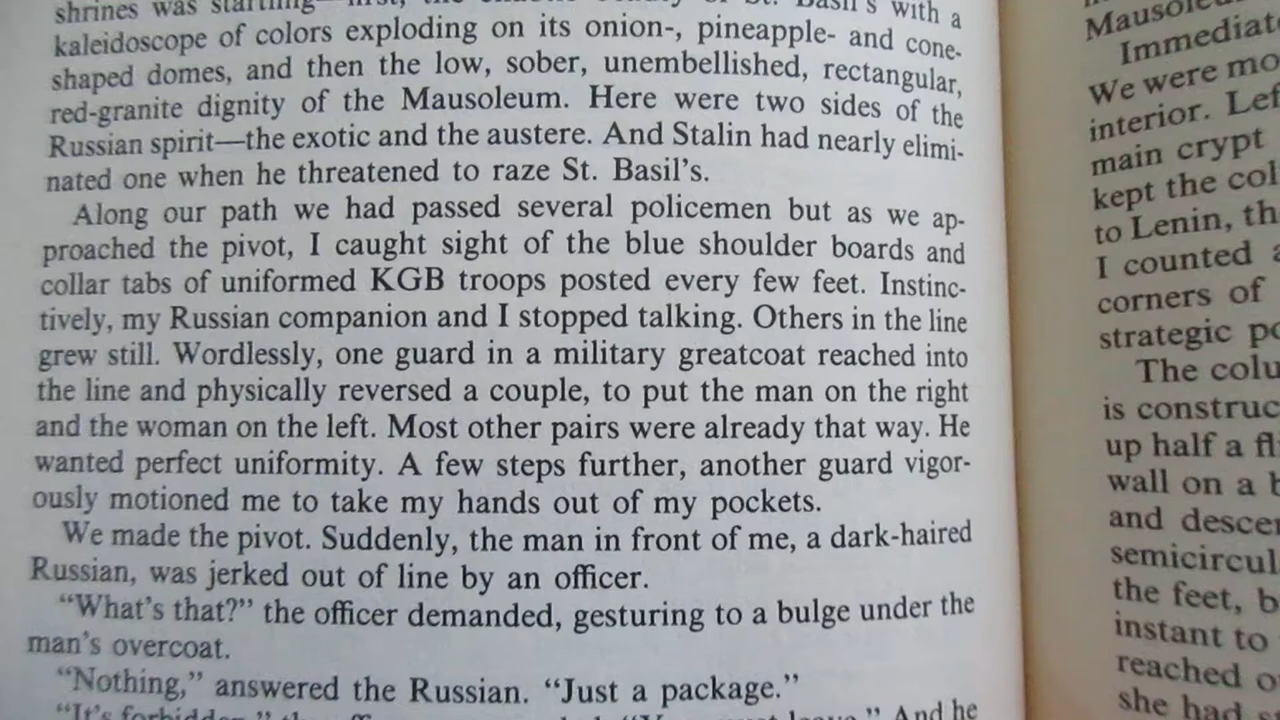 shrines was startling—first, the chaotic beauty of St. Basil's with a
kaleidoscope of colors exploding on its onion-, pineapple- and cone-
shaped domes, and then the low, sober, unembellished, rectangular,
red-granite dignity of the Mausoleum. Here were two sides of the
Russian spirit—the exotic and the austere. And Stalin had nearly elimi-
nated one when he threatened to raze St. Basil's.
Along our path we had passed several policemen but as we ap-
proached the pivot, I caught sight of the blue shoulder boards and
collar tabs of uniformed KGB troops posted every few feet. Instinc-
tively, my Russian companion and I stopped talking. Others in the line
grew still. Wordlessly, one guard in a military greatcoat reached into
the line and physically reversed a couple, to put the man on the right
and the woman on the left. Most other pairs were already that way. He
wanted perfect uniformity. A few steps further, another guard vigor-
ously motioned me to take my hands out of my pockets.
We made the pivot. Suddenly, the man in front of me, a dark-haired
Russian, was jerked out of line by an officer.
“What's that?” the officer demanded, gesturing to a bulge under the
man's overcoat.
“Nothing,” answered the Russian. “Just a package.”
“It's forbidden,” And he
Mausoleu
Immediate
We were mo
interior. Lef
main crypt
kept the col
to Lenin, th
I counted a
corners of
strategic po
The colu
is construc
up half a fl
wall on a b
and descen
semicircul
the feet, b
instant to
reached o
she had